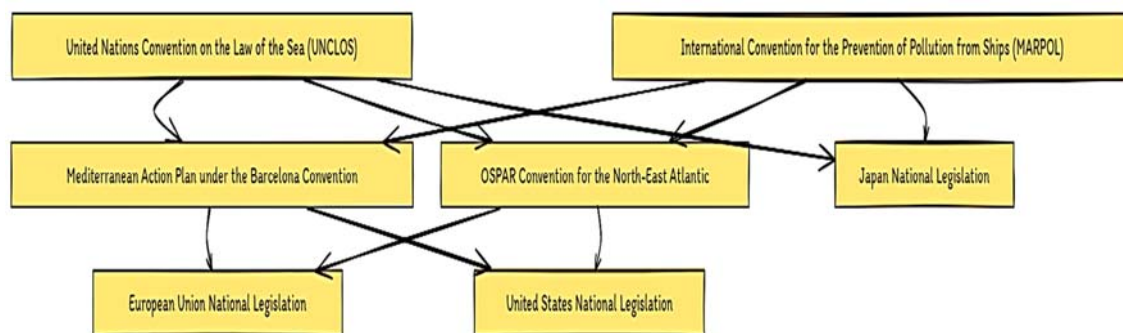 United Nations Convention on the Law of the Sea (UNCLOS)
International Convention for the Prevention of Pollution from Ships (MARPOL)
Mediterranean Action Plan under the Barcelona Convention
OSPAR Convention for the North-East Atlantic
Japan National Legislation
European Union National Legislation
United States National Legislation